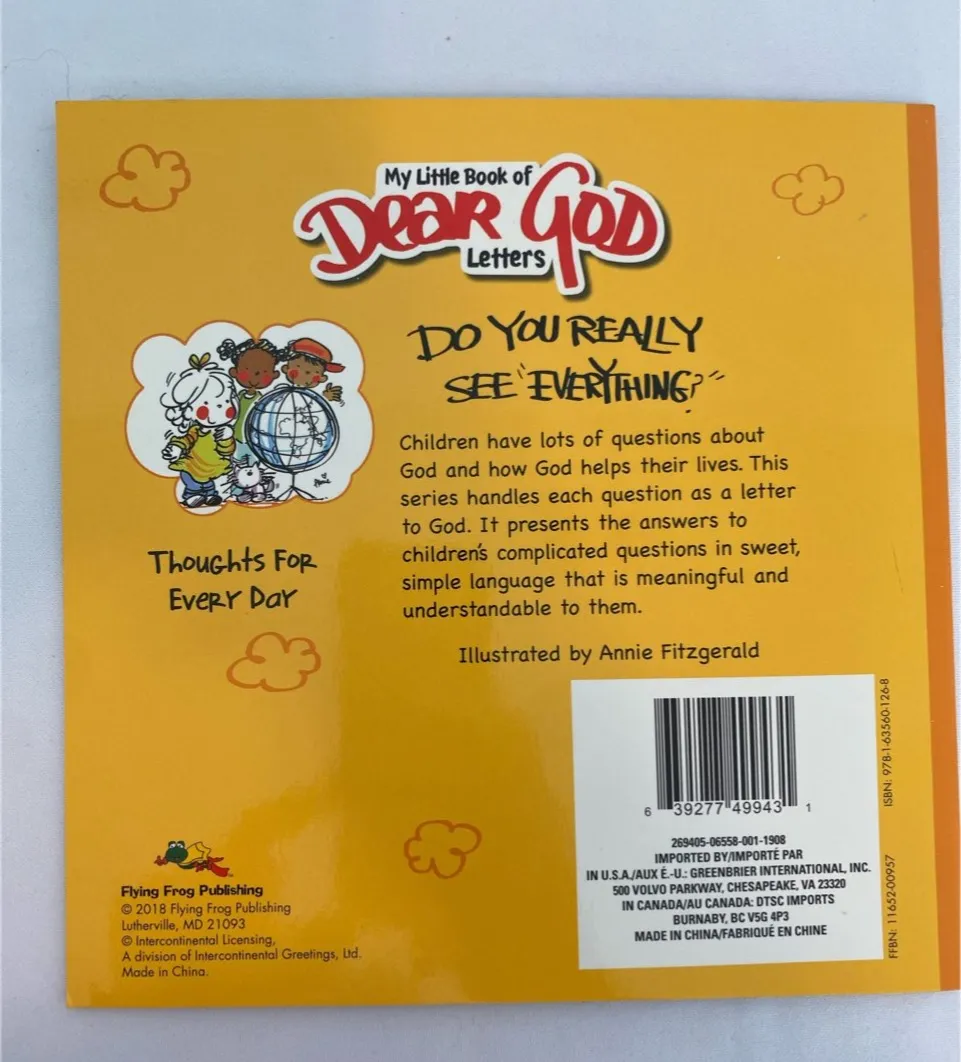 My Little Book of
Dear God
Letters
DO YOU REALLY
SEE "EVERYTHING?"
Children have lots of questions about
God and how God helps their lives. This
series handles each question as a letter
to God. It presents the answers to
children's complicated questions in sweet,
simple language that is meaningful and
understandable to them.
Illustrated by Annie Fitzgerald
Thoughts For
Every Day
Flying Frog Publishing
© 2018 Flying Frog Publishing
Lutherville, MD 21093
© Intercontinental Licensing,
A division of Intercontinental Greetings, Ltd.
Made in China.
6 39277 49943 1
269405-06558-001-1908
IMPORTED BY/IMPORTÉ PAR
IN U.S.A./AUX É.-U.: GREENBRIER INTERNATIONAL, INC.
500 VOLVO PARKWAY, CHESAPEAKE, VA 23320
IN CANADA/AU CANADA: DTSC IMPORTS
BURNABY, BC V5G 4P3
MADE IN CHINA/FABRIQUÉ EN CHINE
ISBN: 978-1-63560-126-8
FFBN: 11652-00957